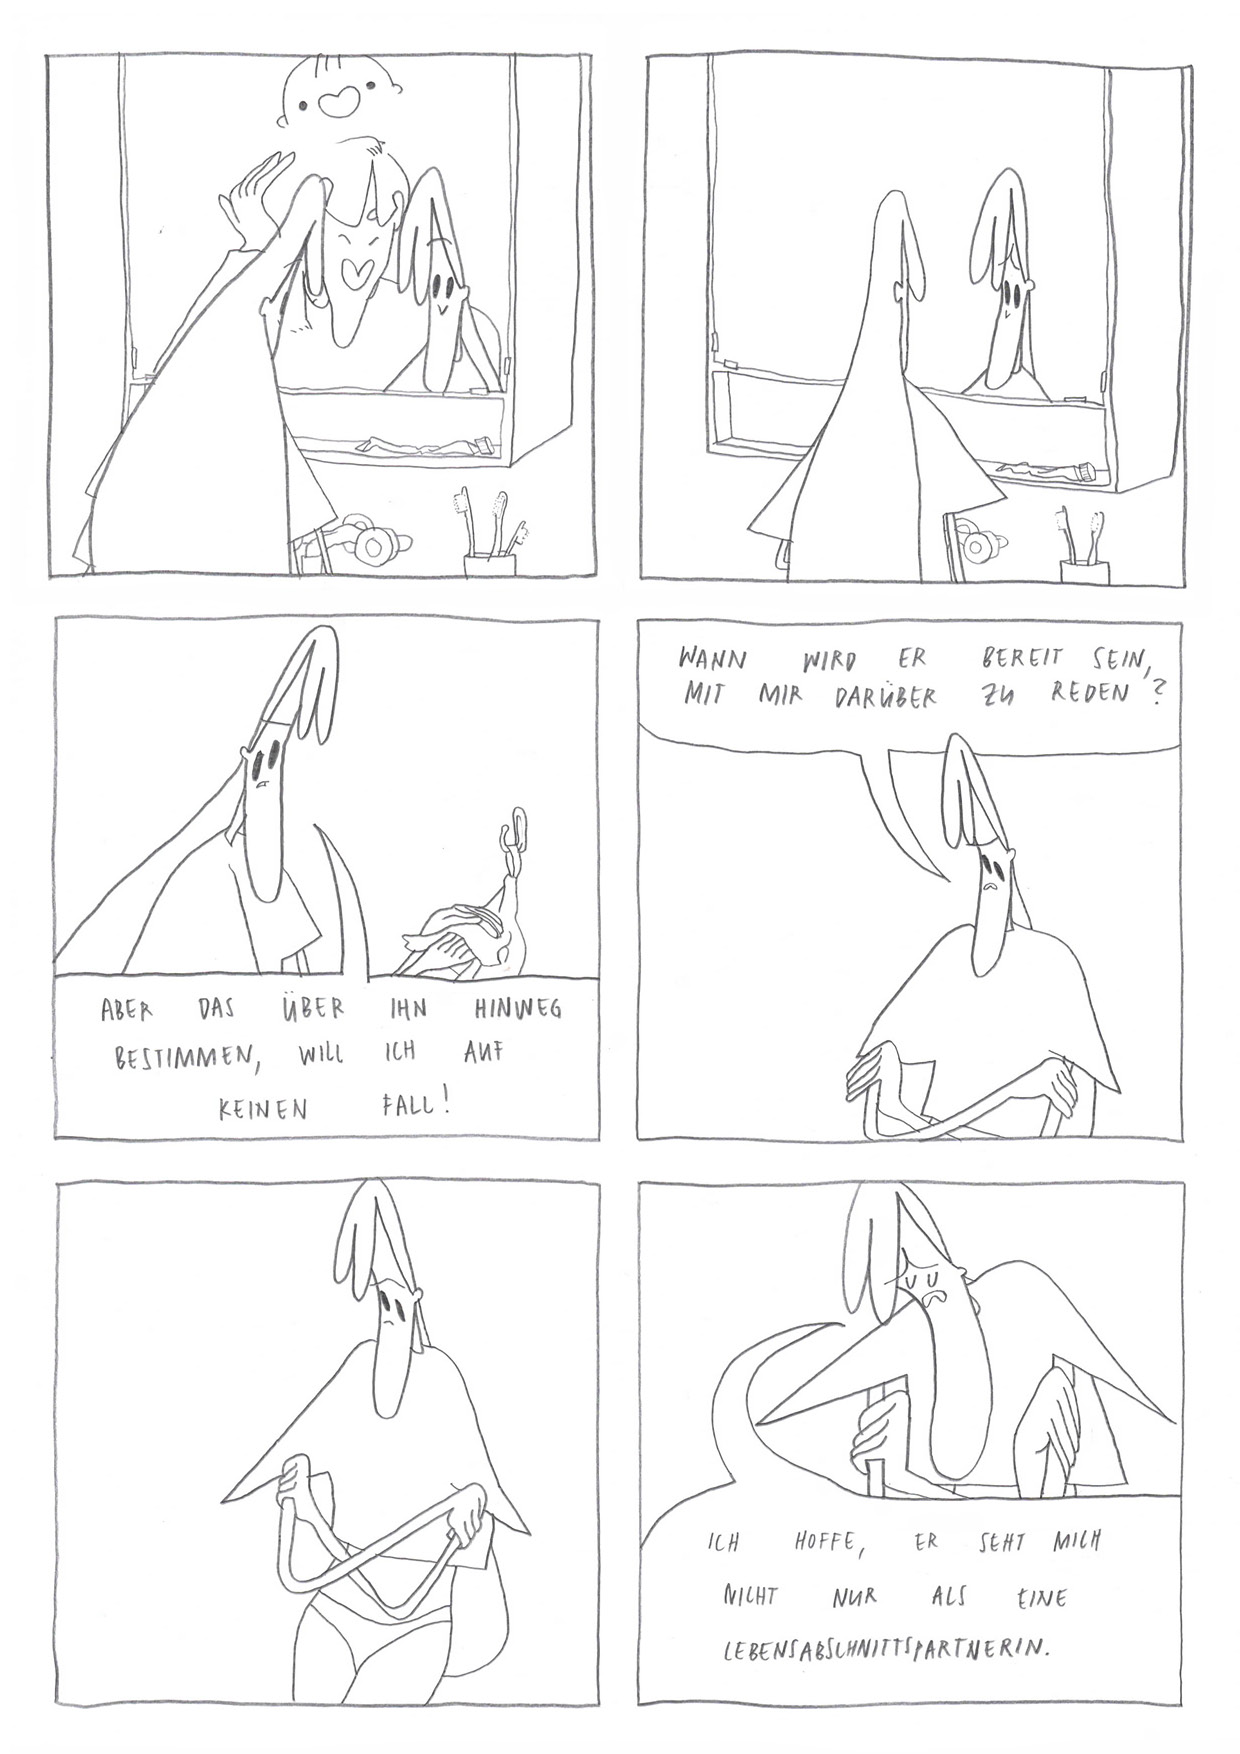 ABER DAS ÜBER IHN HINWEG
BESTIMMEN, WILL ICH AUF
KEINEN FALL!
WANN WIRD ER BEREIT SEIN,
MIT MIR DARÜBER ZU REDEN?
ICH HOFFE, ER SEHT MICH
NICHT NUR ALS EINE
LEBENSABSCHNITTSPARTNERIN.